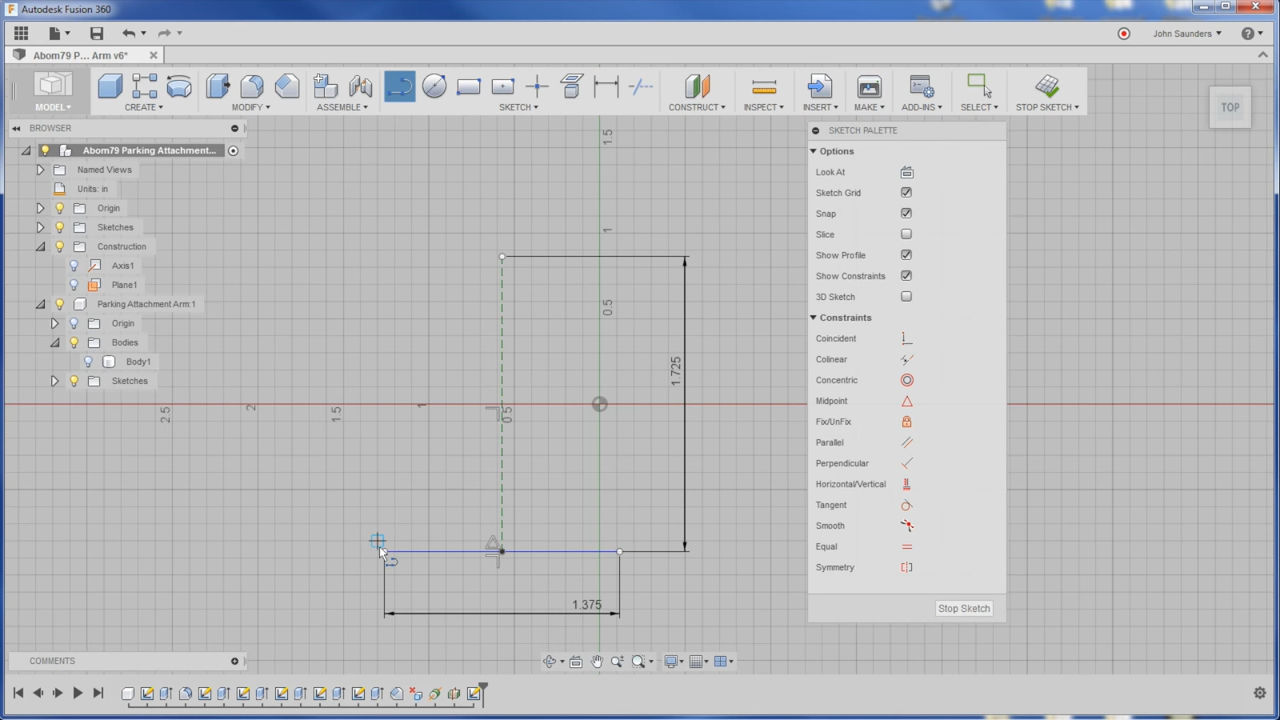 Autodesk Fusion 360
John Saunders
Abom79 P... Arm v6*
MODEL
CREATE
MODIFY
ASSEMBLE
SKETCH
CONSTRUCT
INSPECT
INSERT
MAKE
ADD-INS
SELECT
STOP SKETCH
TOP
BROWSER
Abom79 Parking Attachment...
Named Views
Units: in
Origin
Sketches
Construction
Axis1
Plane1
Parking Attachment Arm:1
Origin
Bodies
Body1
Sketches
1.5
1
0.5
2.5
2
1.5
1
0.5
1.725
1.375
SKETCH PALETTE
Options
Look At
Sketch Grid
Snap
Slice
Show Profile
Show Constraints
3D Sketch
Constraints
Coincident
Colinear
Concentric
Midpoint
Fix/UnFix
Parallel
Perpendicular
Horizontal/Vertical
Tangent
Smooth
Equal
Symmetry
Stop Sketch
COMMENTS